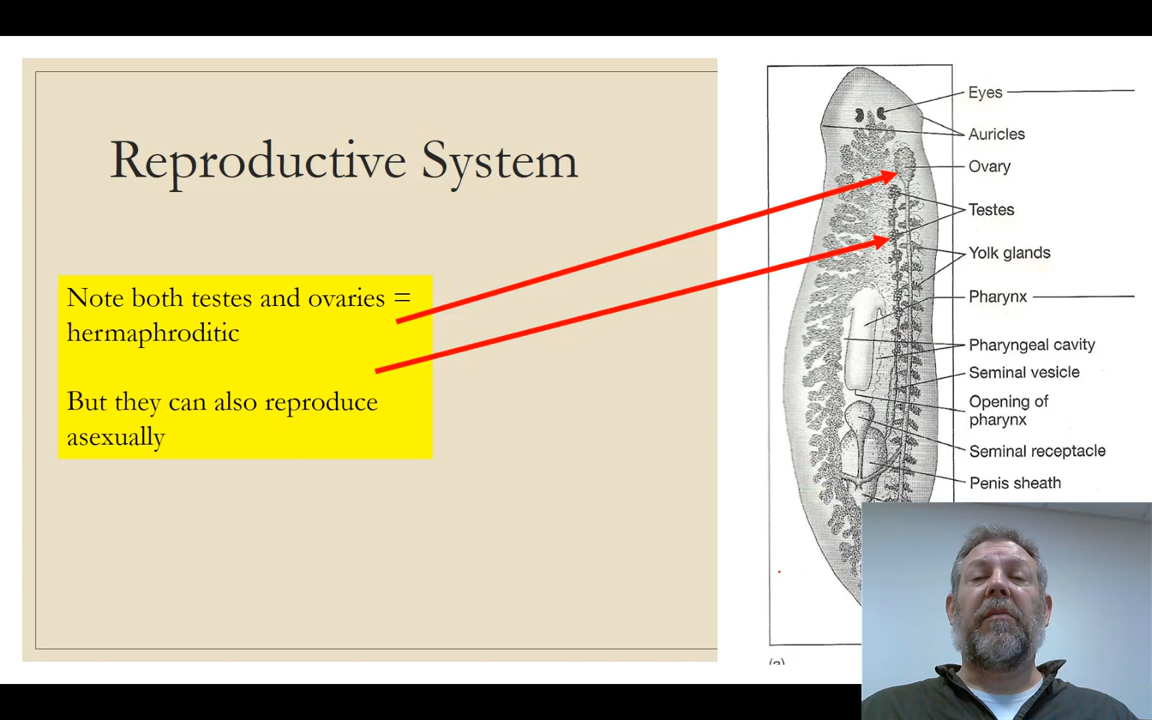 Reproductive System
Note both testes and ovaries =
hermaphroditic
But they can also reproduce
asexually
Eyes
Auricles
Ovary
Testes
Yolk glands
Pharynx
Pharyngeal cavity
Seminal vesicle
Opening of
pharynx
Seminal receptacle
Penis sheath